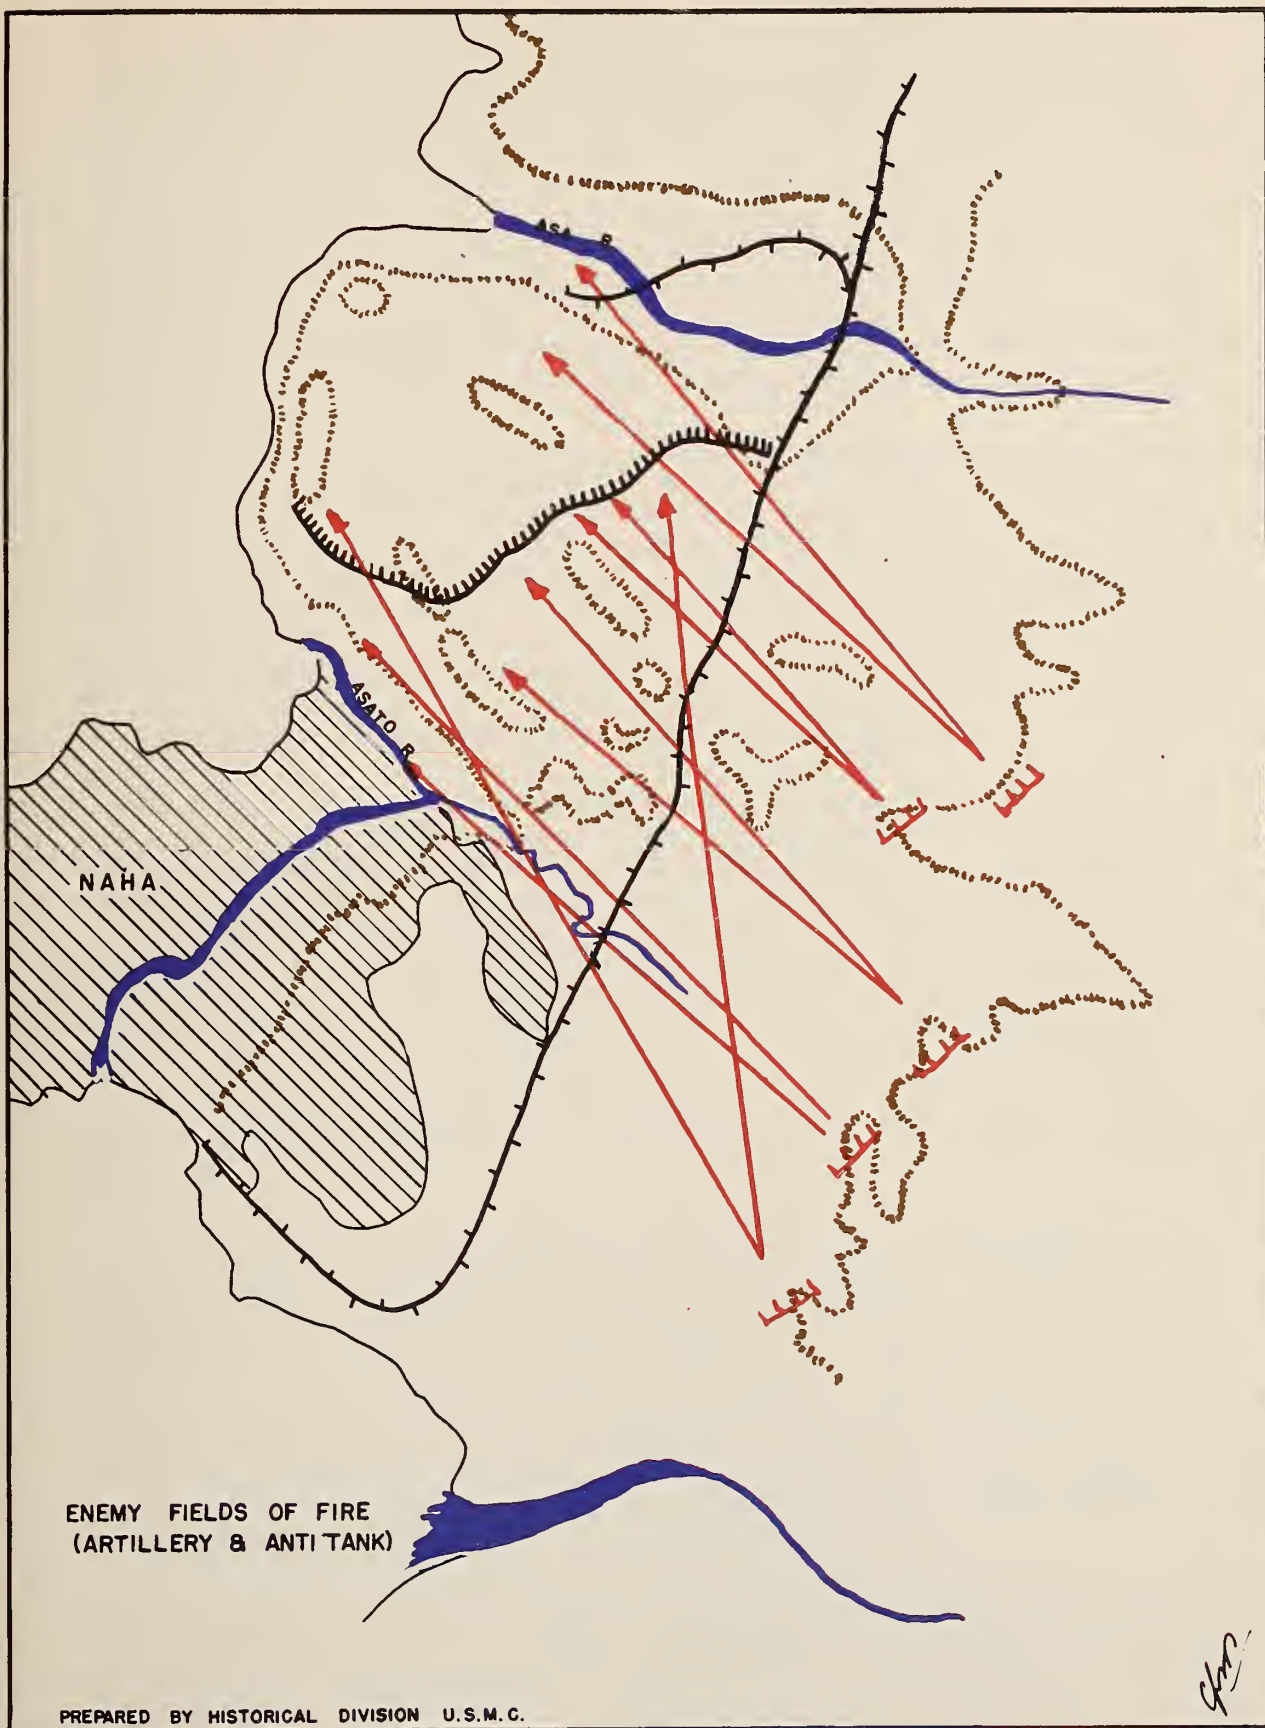 ASA R.
ASATO R.
NAHA
ENEMY FIELDS OF FIRE
(ARTILLERY & ANTI TANK)
PREPARED BY HISTORICAL DIVISION U.S.M.C.